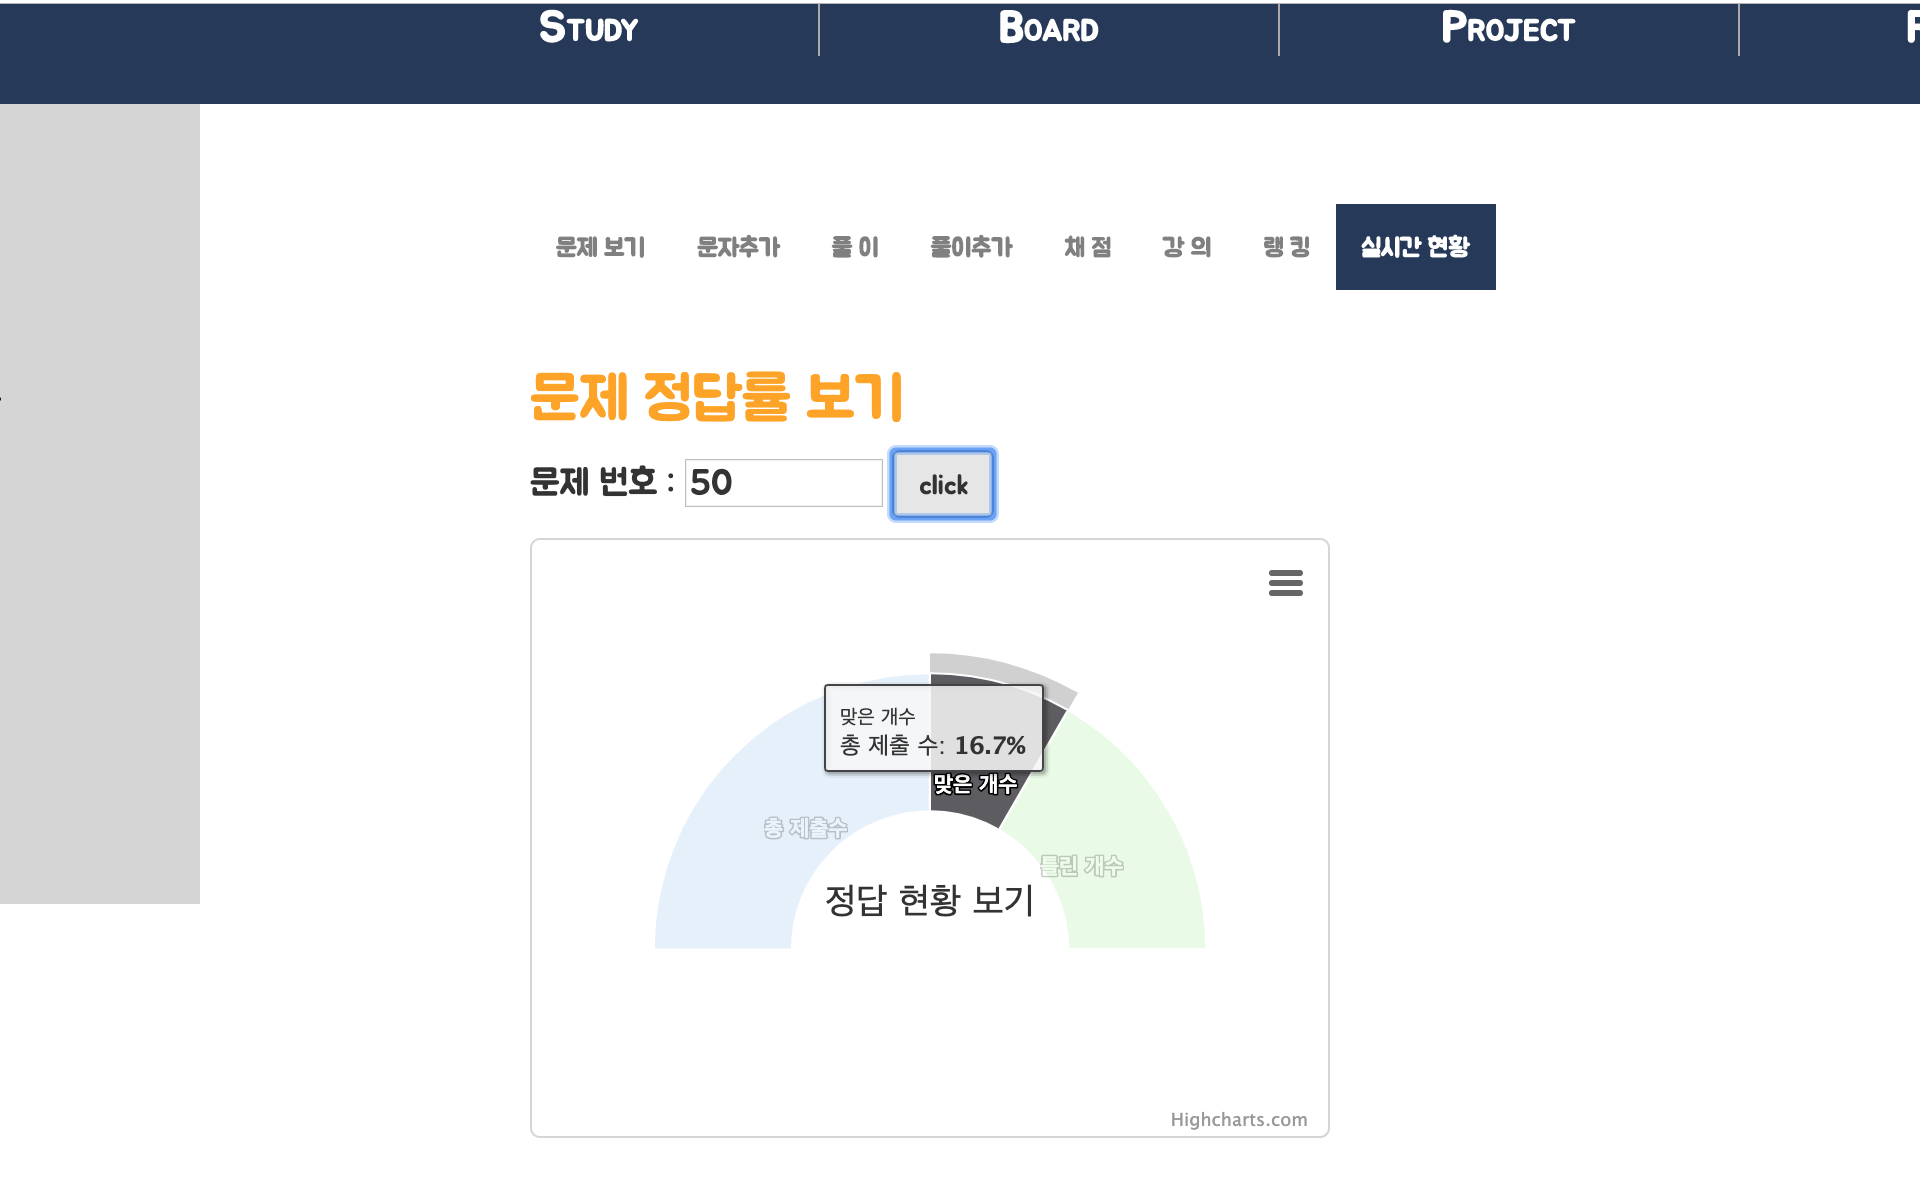 STUDY
BOARD
PROJECT
문제 보기
문자추가
풀 이
풀이추가
채 점
강 의
랭 킹
실시간 현황
문제 정답률 보기
문제 번호 : 50
click
맞은 개수
총 제출 수: 16.7%
맞은 개수
총 제출수
틀린 개수
정답 현황 보기
Highcharts.com